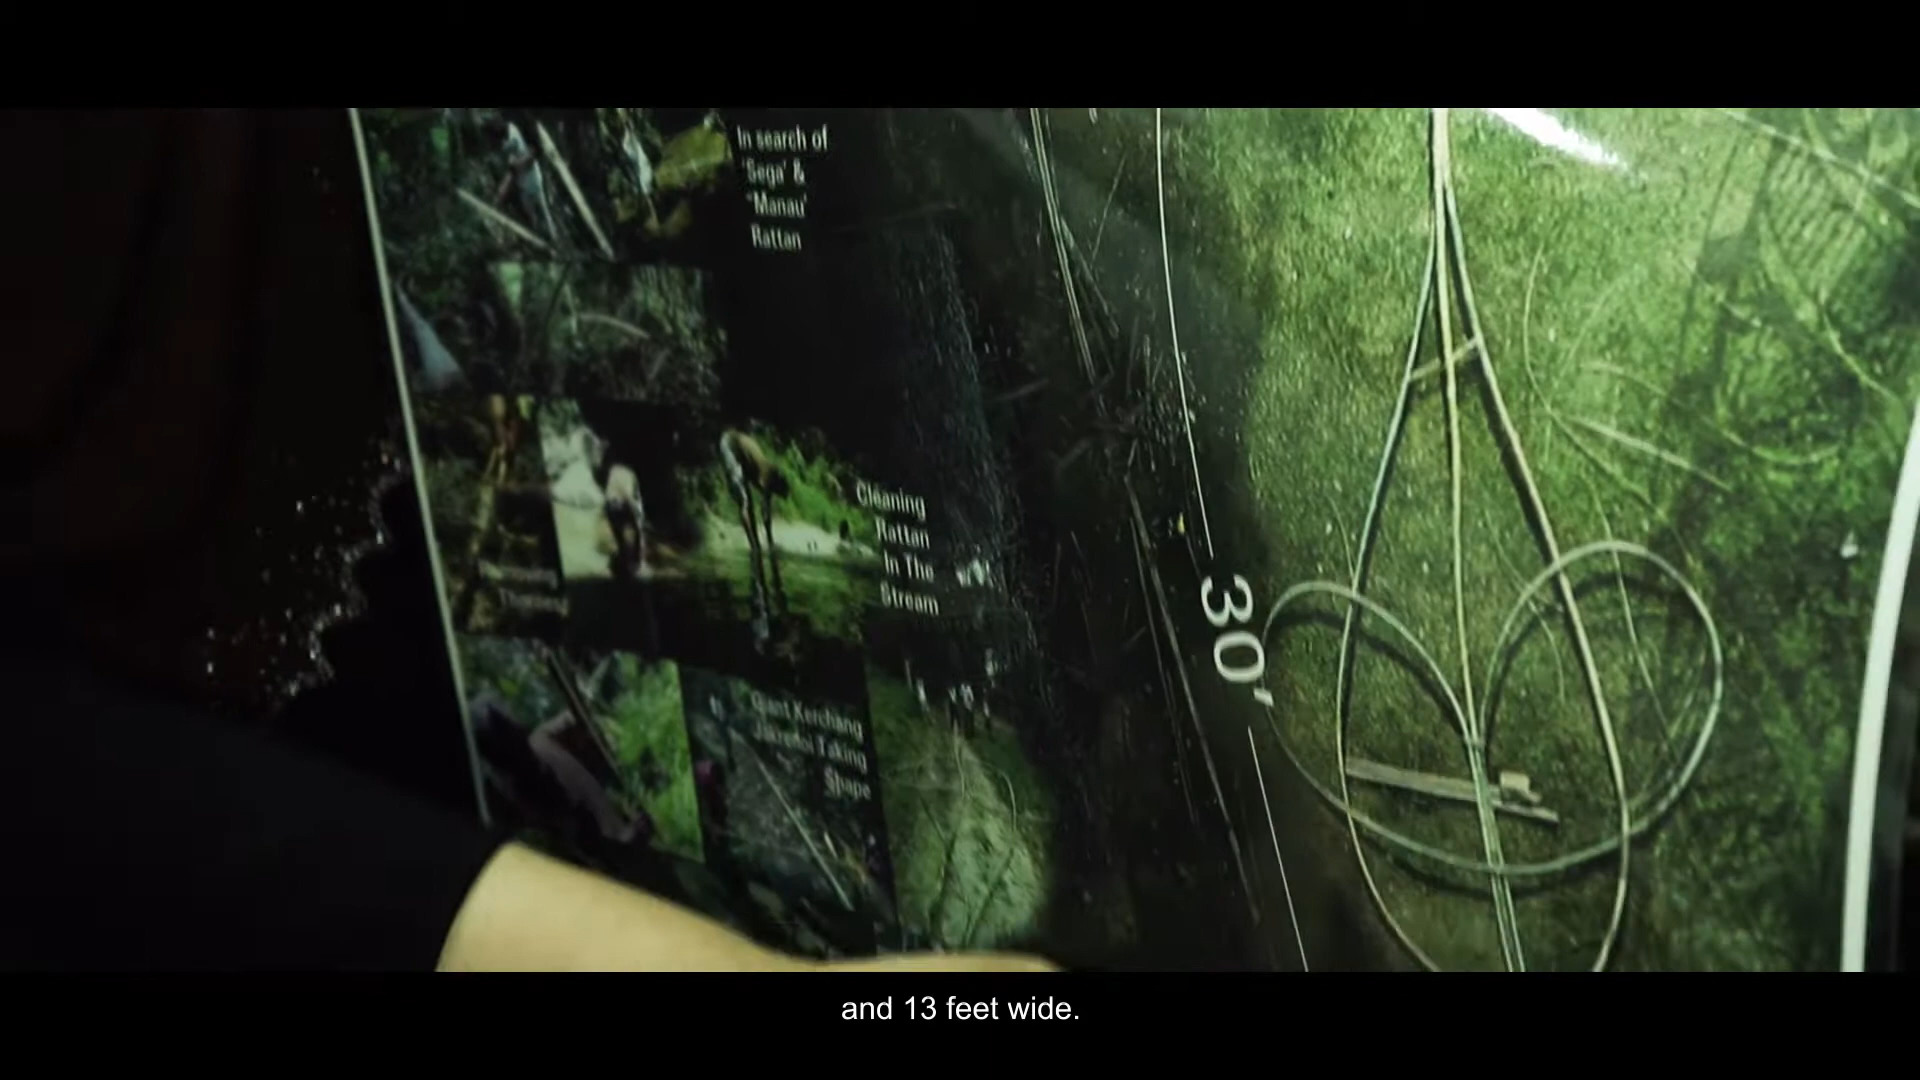 In search of
'Sega' &
"Manau'
Rattan
Cleaning
Rattan
In The
Stream
30'
Giant Kerchang
Taking
Shape
and 13 feet wide.